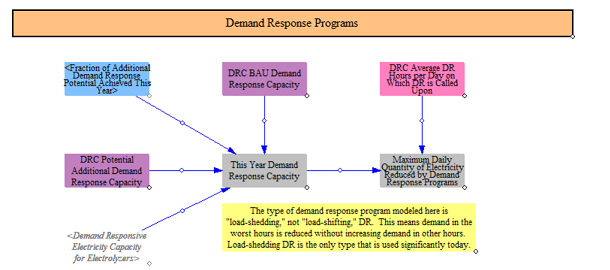 Demand Response Programs
<Fraction of Additional
Demand Response
Potential Achieved This
Year>
DRC BAU Demand
Response Capacity
DRC Average DR
Hours per Day on
Which DR is Called
Upon
DRC Potential
Additional Demand
Response Capacity
This Year Demand
Response Capacity
Maximum Daily
Quantity of Electricity
Reduced by Demand
Response Programs
<Demand Responsive
Electricity Capacity
for Electrolyzers>
The type of demand response program modeled here is
"load-shedding," not "load-shifting," DR. This means demand in the
worst hours is reduced without increasing demand in other hours.
Load-shedding DR is the only type that is used significantly today.